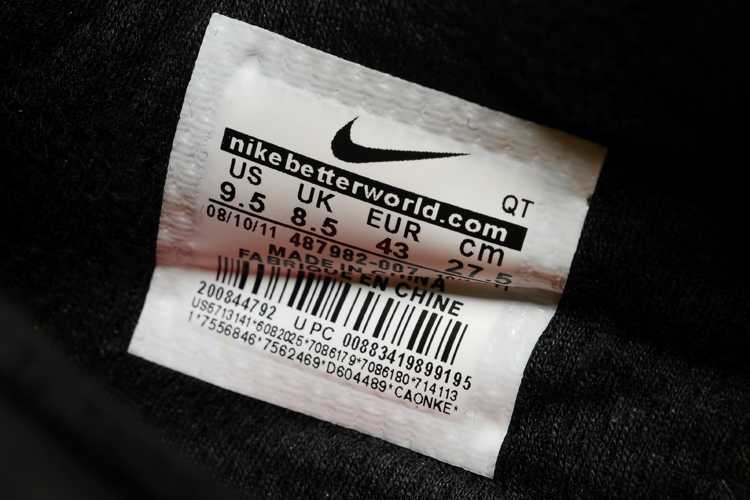 QT
nikebetterworld.com
US UK EUR cm
9.5 8.5 43 27.5
08/10/11 487982-007
MADE IN CHINA
FABRIQUE EN CHINE
200844792 UPC 00883419899195
US6713141*6082025*7086179*7086180*714113
1*7556846*7562469*D604489*CAONKE*